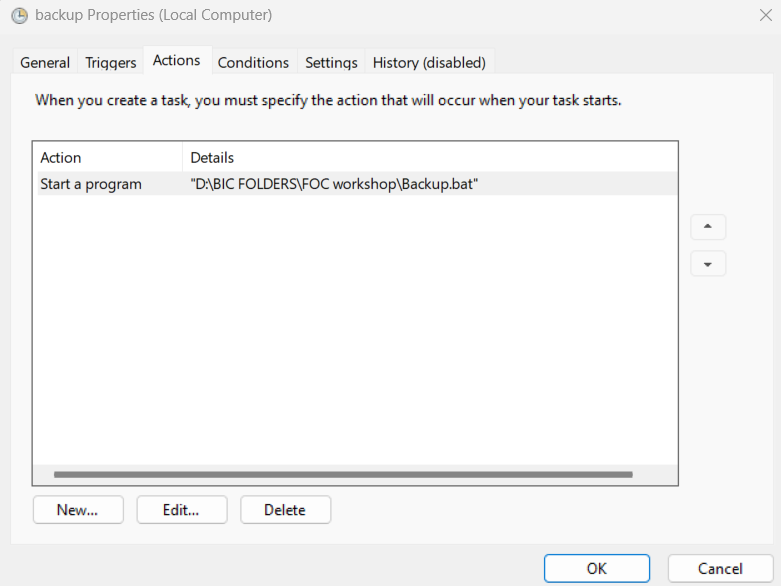 backup Properties (Local Computer)
General Triggers Actions Conditions Settings History (disabled)
When you create a task, you must specify the action that will occur when your task starts.
Action Details
Start a program "D:\BIC FOLDERS\FOC workshop\Backup.bat"
New... Edit... Delete
OK Cancel